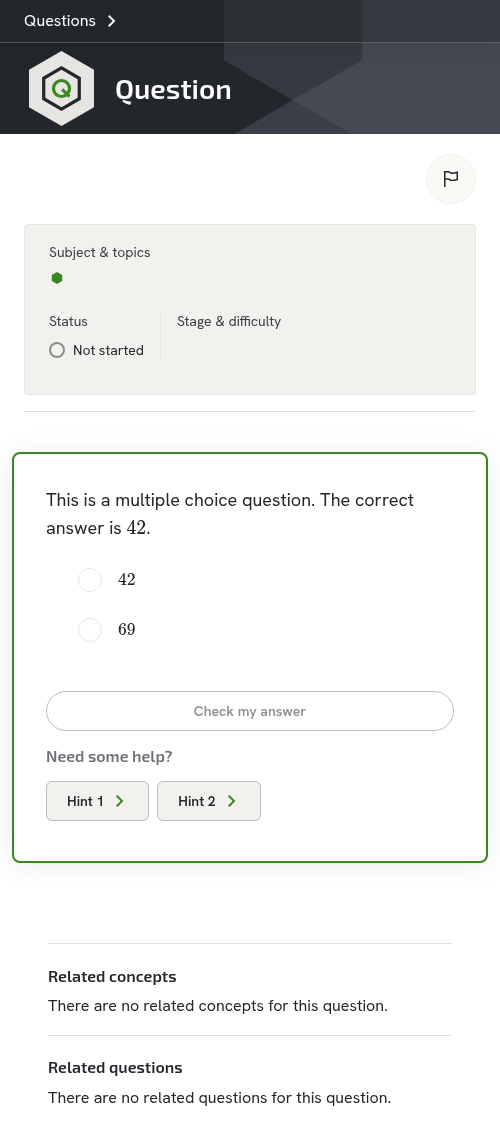 Questions
Question
Subject & topics
Status
Stage & difficulty
Not started
This is a multiple choice question. The correct
answer is 42.
42
69
Check my answer
Need some help?
Hint 1
Hint 2
Related concepts
There are no related concepts for this question.
Related questions
There are no related questions for this question.